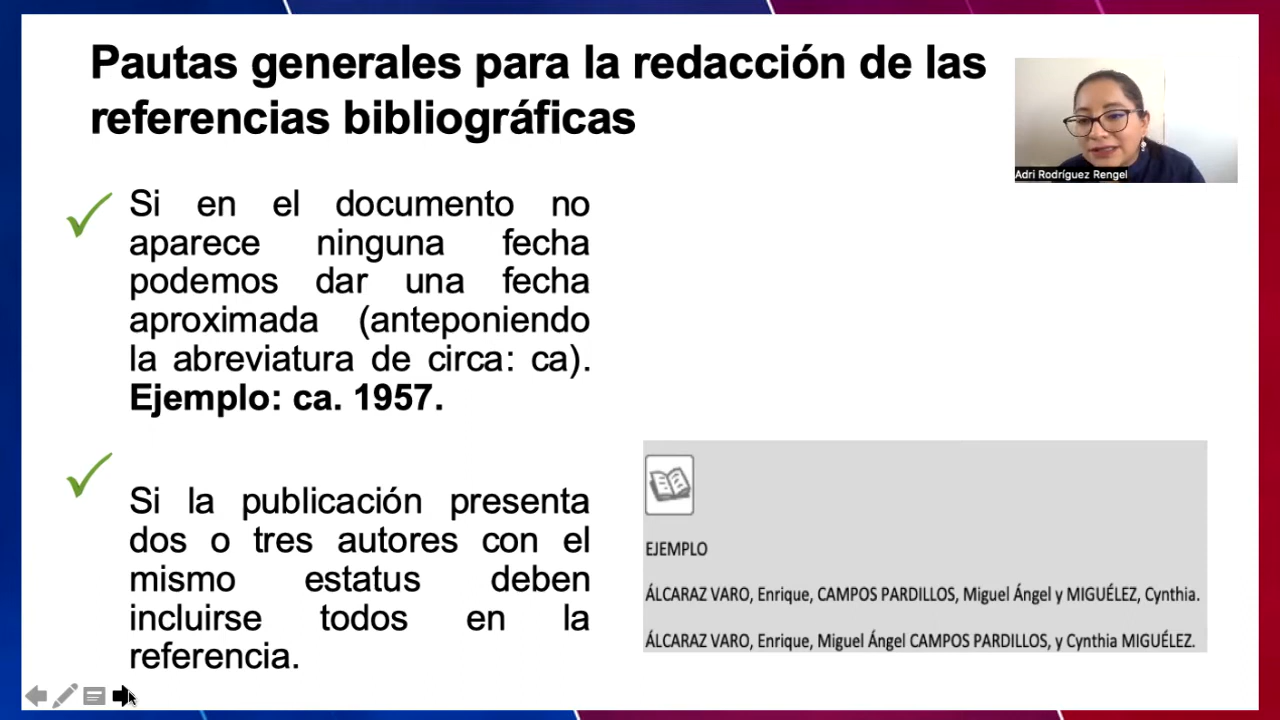 Pautas generales para la redacción de las
referencias bibliográficas
Adri Rodríguez Rengel
Si en el documento no
aparece ninguna fecha
podemos dar una fecha
aproximada (anteponiendo
la abreviatura de circa: ca).
Ejemplo: ca. 1957.
Si la publicación presenta
dos o tres autores con el
mismo estatus deben
incluirse todos en la
referencia.
EJEMPLO
ÁLCARAZ VARO, Enrique, CAMPOS PARDILLOS, Miguel Ángel y MIGUÉLEZ, Cynthia.
ÁLCARAZ VARO, Enrique, Miguel Ángel CAMPOS PARDILLOS, y Cynthia MIGUÉLEZ.